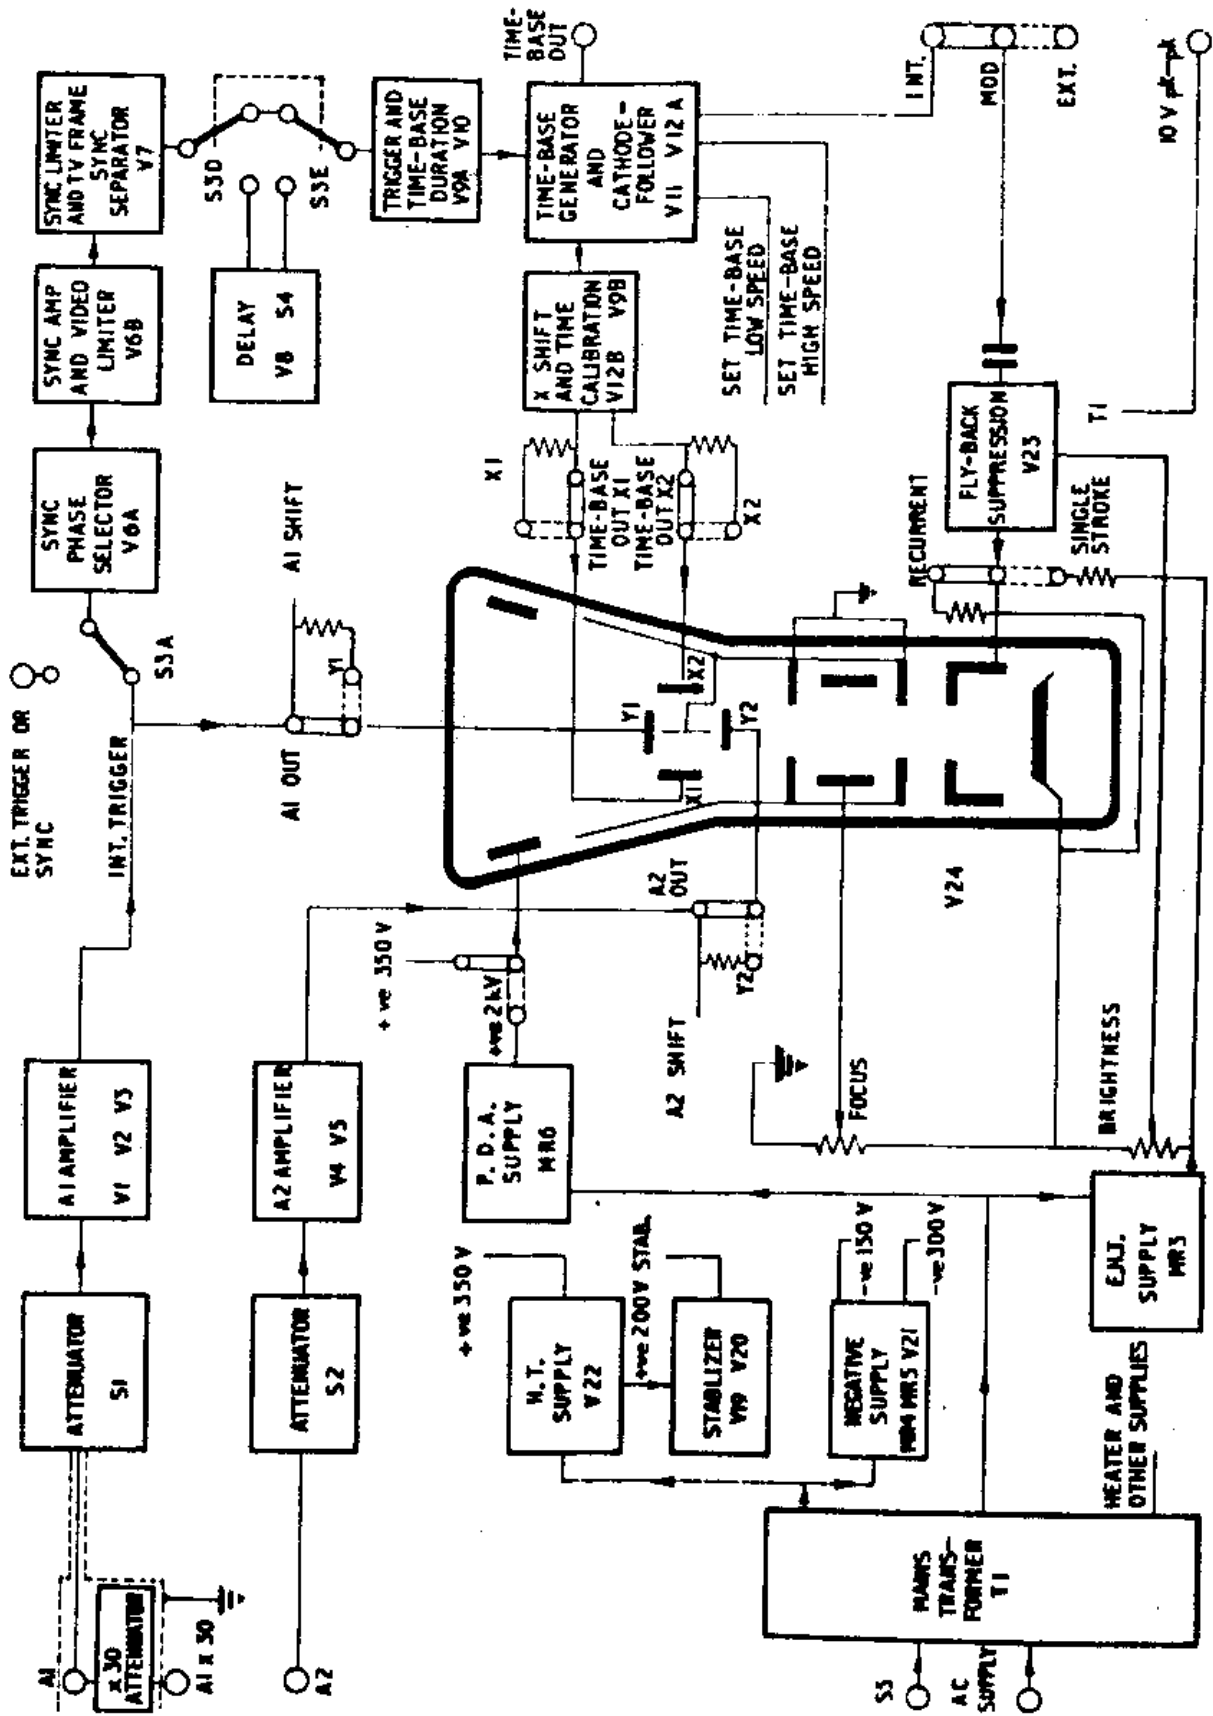 A1
x 30
ATTENUATOR
A1 x 30
A2
ATTENUATOR
S1
ATTENUATOR
S2
A1 AMPLIFIER
V1 V2 V3
A2 AMPLIFIER
V4 V5
INT. TRIGGER
EXT. TRIGGER OR
SYNC
S3A
SYNC
PHASE
SELECTOR
V6A
SYNC AMP
AND VIDEO
LIMITER
V6B
SYNC LIMITER
AND TV FRAME
SYNC
SEPARATOR
V7
S3D
S3E
DELAY
V8 S4
TRIGGER AND
TIME-BASE
DURATION
V9A V10
TIME-
BASE
OUT
TIME-BASE
GENERATOR
AND
CATHODE-
FOLLOWER
V11 V12A
X SHIFT
AND TIME
CALIBRATION
V12B V9B
SET TIME-BASE
LOW SPEED
SET TIME-BASE
HIGH SPEED
A1 SHIFT
Y1
A1 OUT
X1
TIME-BASE
OUT X1
TIME-BASE
OUT X2
X2
INT.
MOD
EXT.
10 V pk-pk
T1
FLY-BACK
SUPPRESSION
V23
RECURRENT
SINGLE
STROKE
Y1
X2
Y2
X1
V24
A2
OUT
Y2
A2 SHIFT
+ve 350 V
+ve 2kV
P. D. A.
SUPPLY
MR6
FOCUS
BRIGHTNESS
+ve 350 V
H.T.
SUPPLY
V22
+ve 200V STAB.
STABLIZER
V19 V20
-ve 150 V
-ve 300V
NEGATIVE
SUPPLY
MR4 MR5 V21
E.H.T.
SUPPLY
MR3
HEATER AND
OTHER SUPPLIES
MAINS
TRANS-
FORMER
T1
S5
AC
SUPPLY